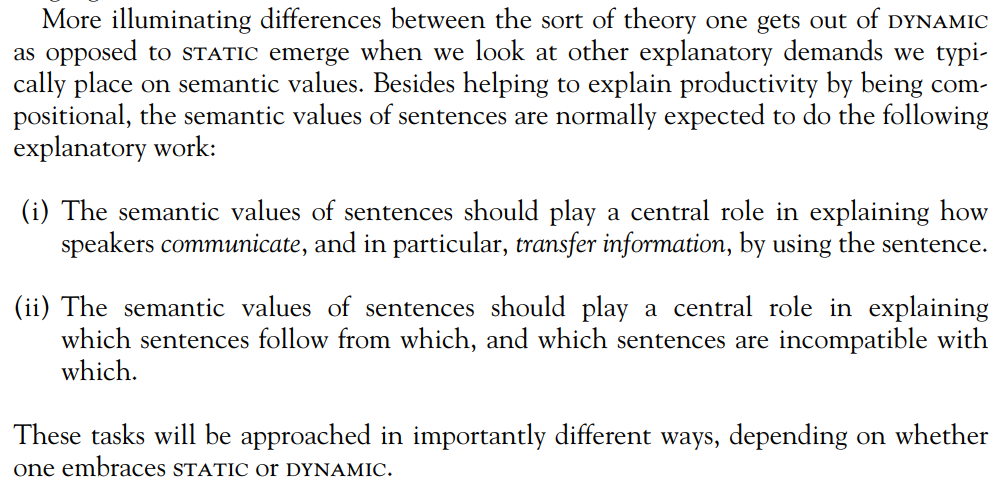 More illuminating differences between the sort of theory one gets out of DYNAMIC
as opposed to STATIC emerge when we look at other explanatory demands we typi-
cally place on semantic values. Besides helping to explain productivity by being com-
positional, the semantic values of sentences are normally expected to do the following
explanatory work:
(i) The semantic values of sentences should play a central role in explaining how
speakers communicate, and in particular, transfer information, by using the sentence.
(ii) The semantic values of sentences should play a central role in explaining
which sentences follow from which, and which sentences are incompatible with
which.
These tasks will be approached in importantly different ways, depending on whether
one embraces STATIC or DYNAMIC.